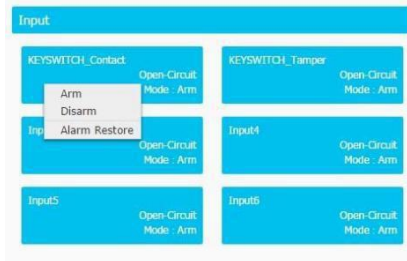 Input
KEYSWITCH_Contact
Open-Circuit
Mode : Arm
KEYSWITCH_Tamper
Open-Circuit
Mode : Arm
Arm
Disarm
Alarm Restore
Inp
Open-Circuit
Mode : Arm
Input4
Open-Circuit
Mode : Arm
Input5
Open-Circuit
Mode : Arm
Input6
Open-Circuit
Mode : Arm